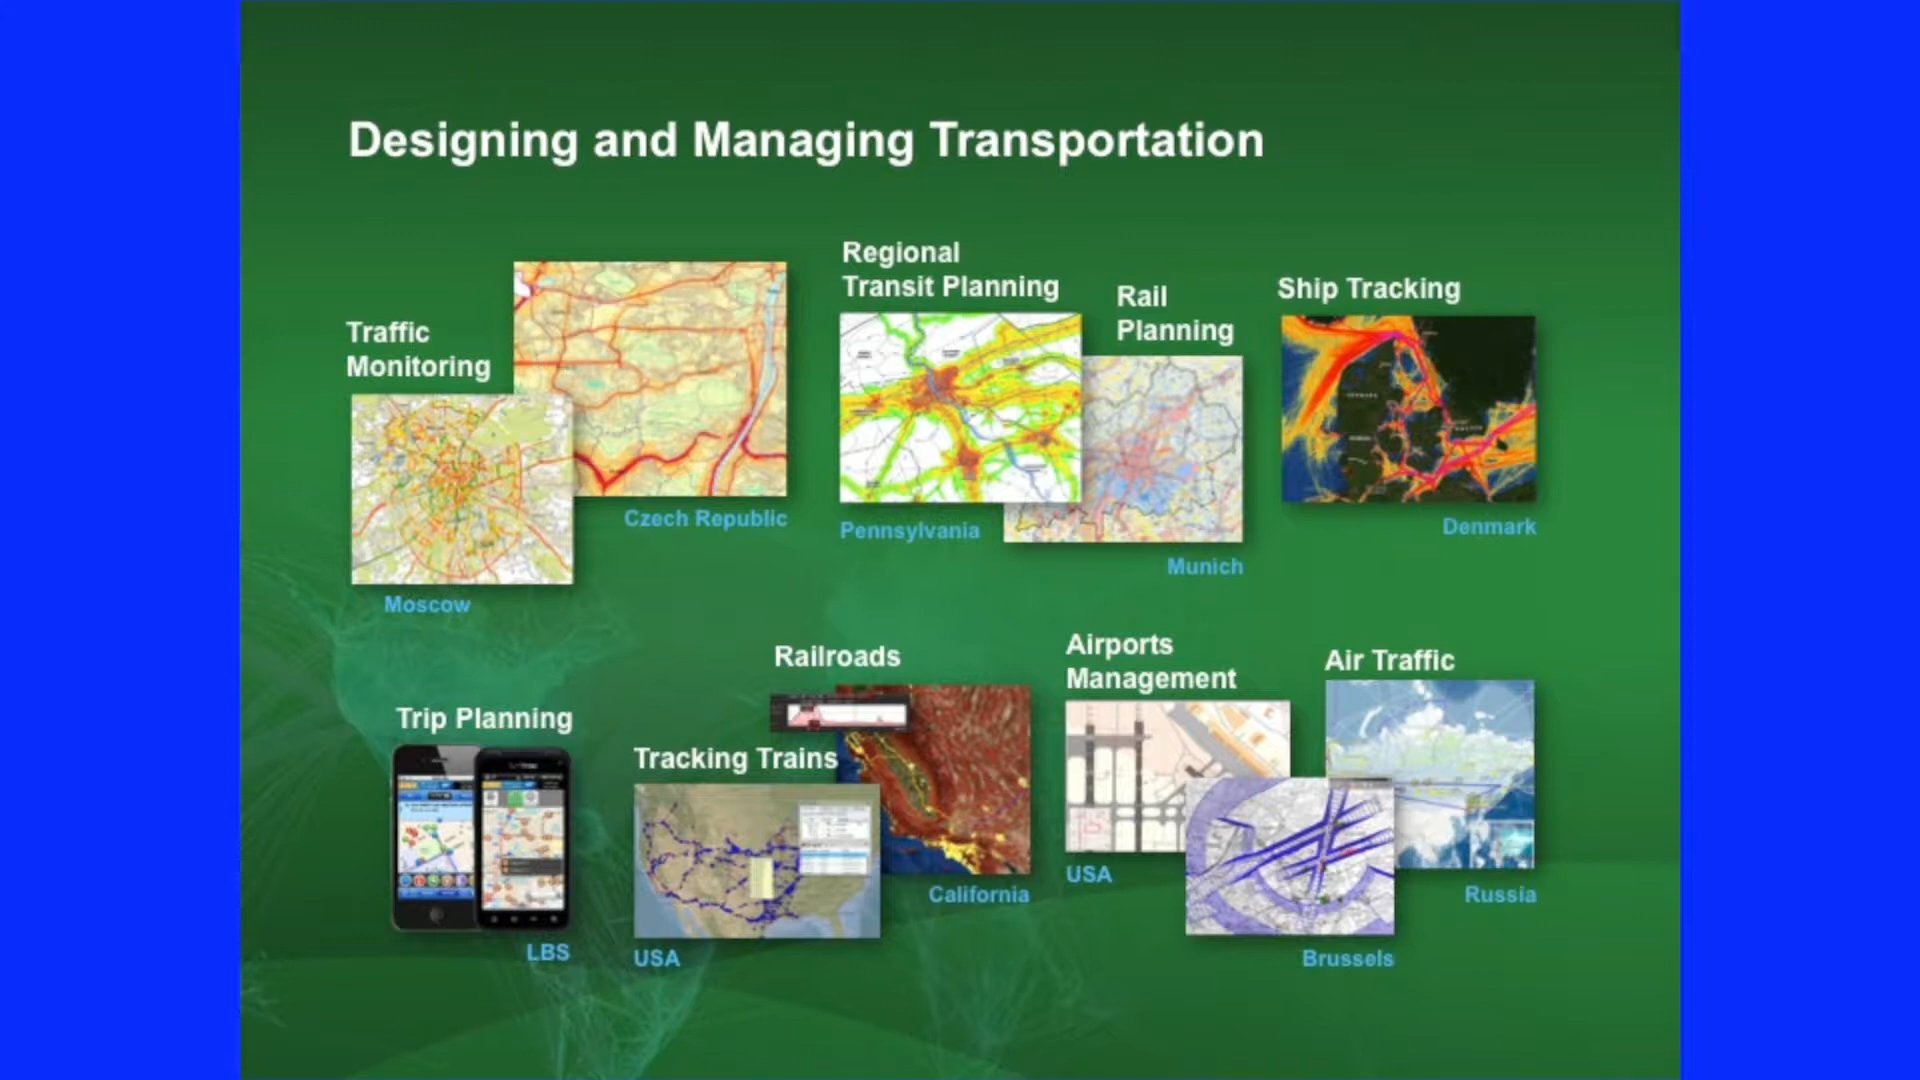 Designing and Managing Transportation
Traffic
Monitoring
Czech Republic
Moscow
Regional
Transit Planning
Pennsylvania
Rail
Planning
Munich
Ship Tracking
Denmark
Trip Planning
LBS
Railroads
Tracking Trains
California
USA
Airports
Management
USA
Brussels
Air Traffic
Russia